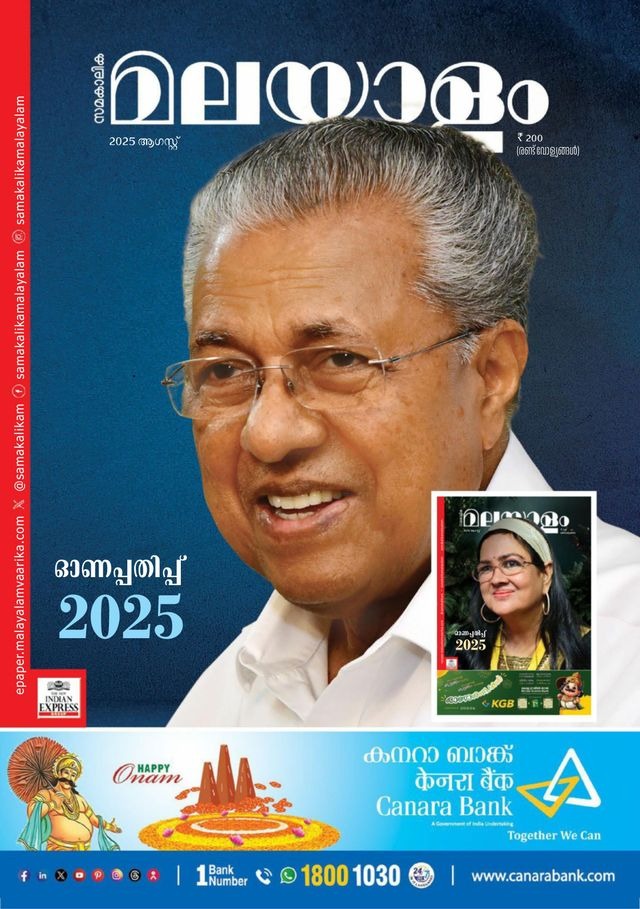 സമകാലിക
മലയാളം
2025 ആഗസ്റ്റ്
₹ 200
(രണ്ട് വോള്യങ്ങൾ)
epaper.malayalamvaarika.com @samakalikam samakalikamalayalam samakalikamalayalam
ഓണപ്പതിപ്പ്
2025
THE NEW
INDIAN
EXPRESS
GROUP
മലയാളം
ഓണപ്പതിപ്പ്
2025
KGB
HAPPY
Onam
കനറാ ബാങ്ക്
केनरा बैंक
Canara Bank
A Government of India Undertaking
Together We Can
1 Bank Number 1800 1030 24x7
www.canarabank.com